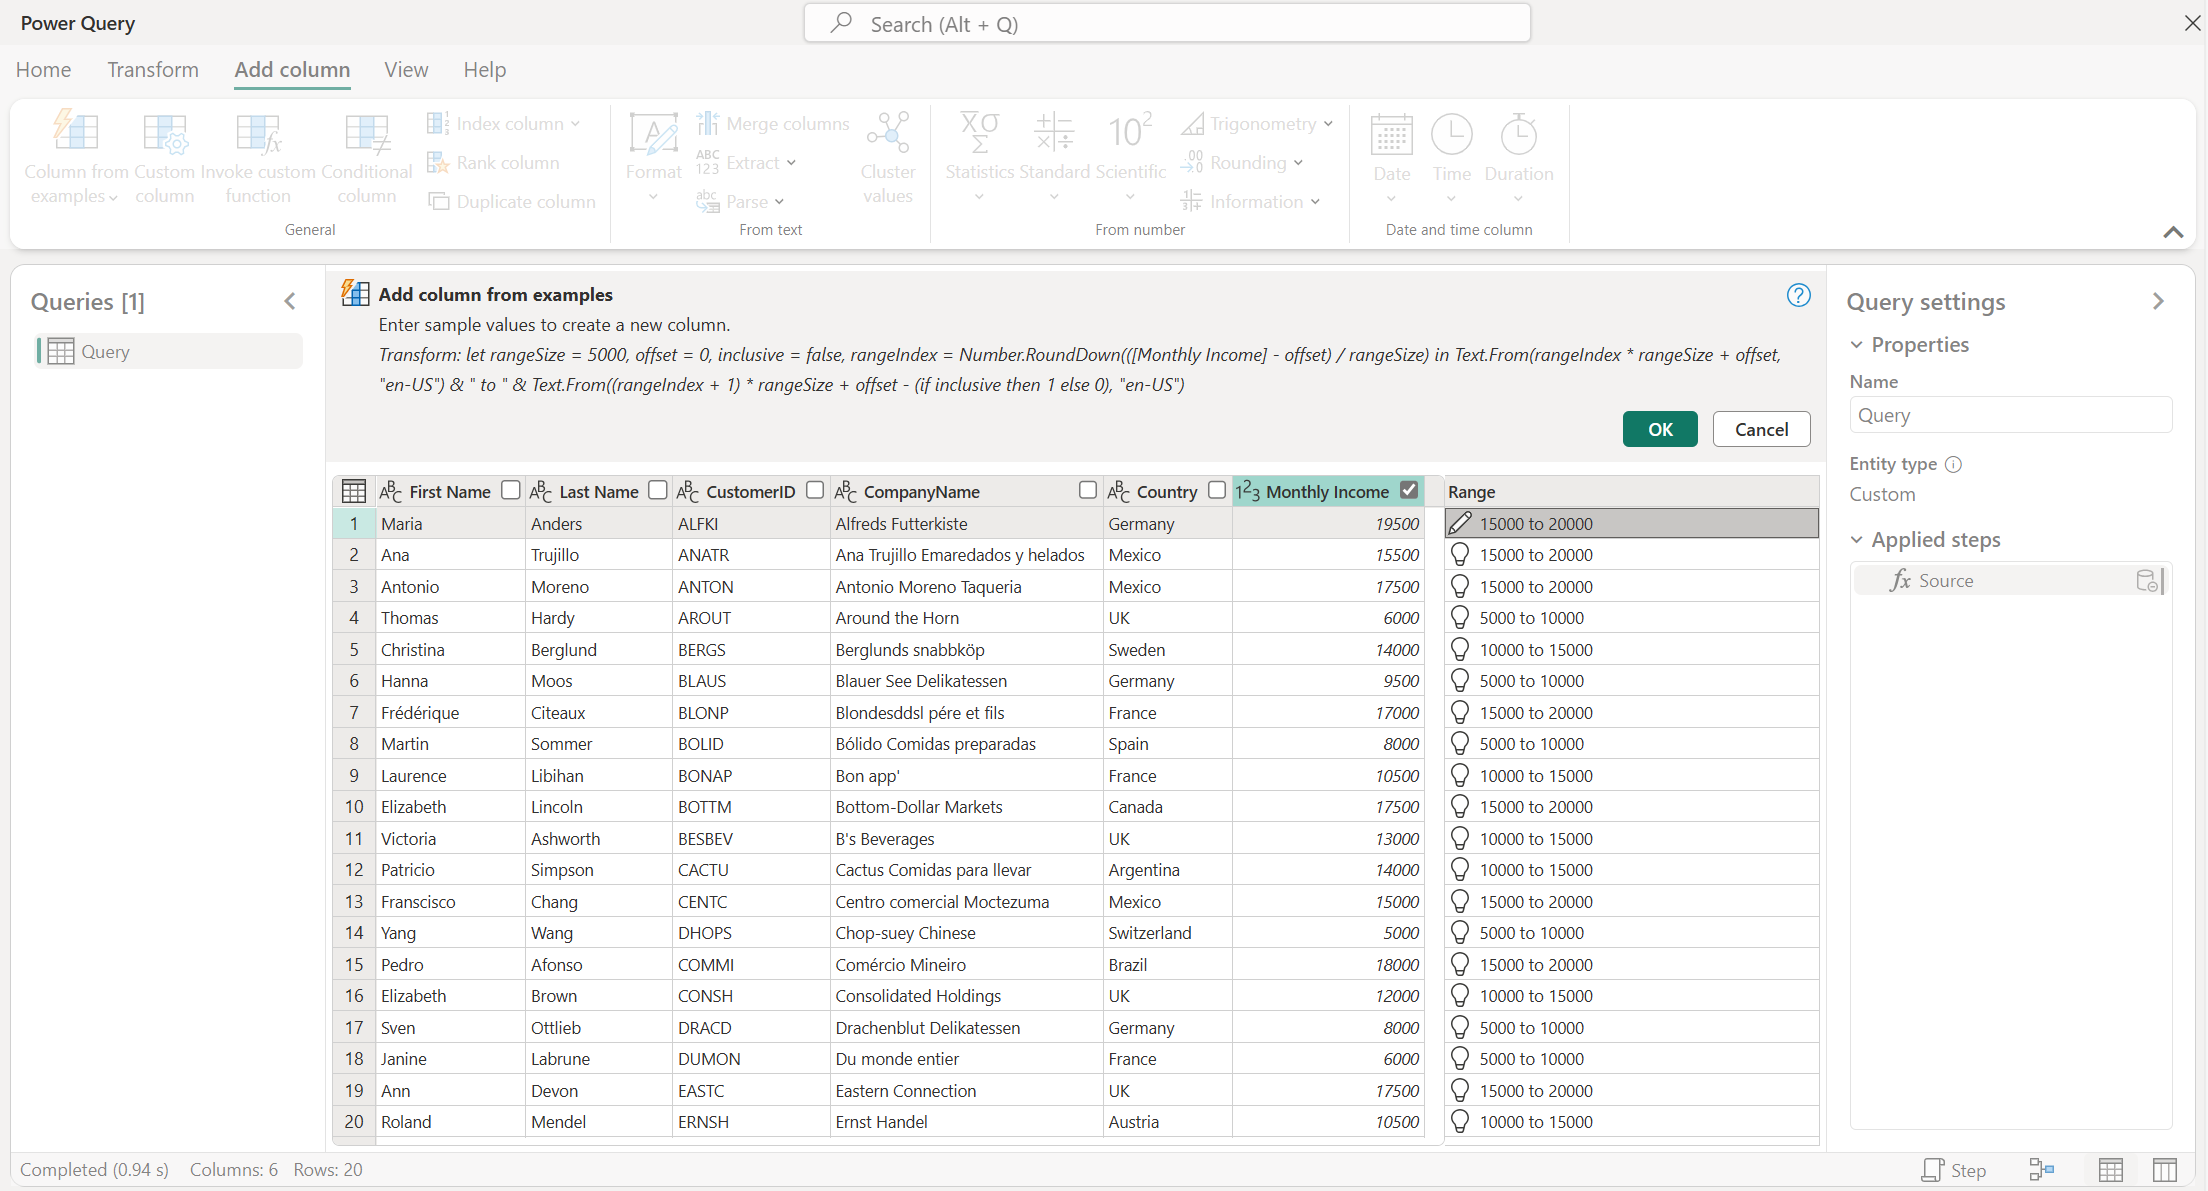 Power Query
Search (Alt + Q)
Home Transform Add column View Help
Column from examples
Custom column
Invoke custom function
Conditional column
Index column
Rank column
Duplicate column
General
Format
Merge columns
ABC 123 Extract
abc Parse
Cluster values
From text
Statistics
Standard
10² Scientific
Trigonometry
.00 Rounding
Information
From number
Date
Time
Duration
Date and time column
Queries [1]
Query
Add column from examples
Enter sample values to create a new column.
Transform: let rangeSize = 5000, offset = 0, inclusive = false, rangeIndex = Number.RoundDown(([Monthly Income] - offset) / rangeSize) in Text.From(rangeIndex * rangeSize + offset,
"en-US") & " to " & Text.From((rangeIndex + 1) * rangeSize + offset - (if inclusive then 1 else 0), "en-US")
OK Cancel
ABC First Name ABC Last Name ABC CustomerID ABC CompanyName ABC Country 123 Monthly Income Range
1 Maria Anders ALFKI Alfreds Futterkiste Germany 19500 15000 to 20000
2 Ana Trujillo ANATR Ana Trujillo Emaredados y helados Mexico 15500 15000 to 20000
3 Antonio Moreno ANTON Antonio Moreno Taqueria Mexico 17500 15000 to 20000
4 Thomas Hardy AROUT Around the Horn UK 6000 5000 to 10000
5 Christina Berglund BERGS Berglunds snabbköp Sweden 14000 10000 to 15000
6 Hanna Moos BLAUS Blauer See Delikatessen Germany 9500 5000 to 10000
7 Frédérique Citeaux BLONP Blondesddsl pére et fils France 17000 15000 to 20000
8 Martin Sommer BOLID Bólido Comidas preparadas Spain 8000 5000 to 10000
9 Laurence Libihan BONAP Bon app' France 10500 10000 to 15000
10 Elizabeth Lincoln BOTTM Bottom-Dollar Markets Canada 17500 15000 to 20000
11 Victoria Ashworth BESBEV B's Beverages UK 13000 10000 to 15000
12 Patricio Simpson CACTU Cactus Comidas para llevar Argentina 14000 10000 to 15000
13 Franscisco Chang CENTC Centro comercial Moctezuma Mexico 15000 15000 to 20000
14 Yang Wang DHOPS Chop-suey Chinese Switzerland 5000 5000 to 10000
15 Pedro Afonso COMMI Comércio Mineiro Brazil 18000 15000 to 20000
16 Elizabeth Brown CONSH Consolidated Holdings UK 12000 10000 to 15000
17 Sven Ottlieb DRACD Drachenblut Delikatessen Germany 8000 5000 to 10000
18 Janine Labrune DUMON Du monde entier France 6000 5000 to 10000
19 Ann Devon EASTC Eastern Connection UK 17500 15000 to 20000
20 Roland Mendel ERNSH Ernst Handel Austria 10500 10000 to 15000
Query settings
Properties
Name
Query
Entity type
Custom
Applied steps
fx Source
Completed (0.94 s) Columns: 6 Rows: 20
Step